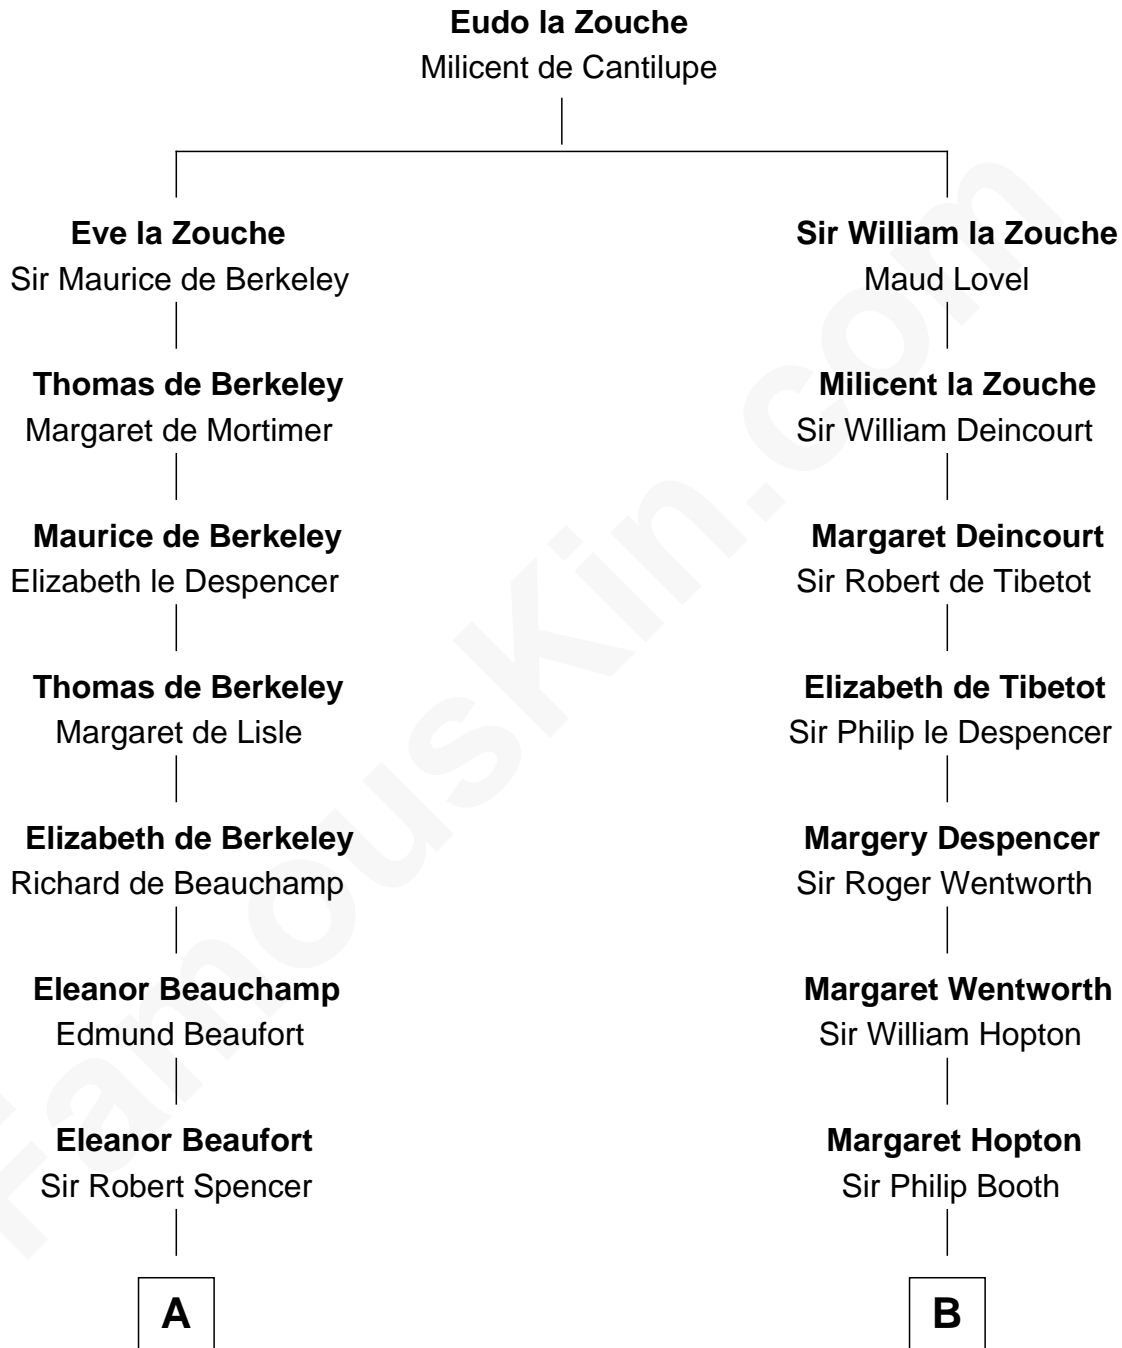 Eudo la Zouche
Milicent de Cantilupe
Eve la Zouche
Sir Maurice de Berkeley
Sir William la Zouche
Maud Lovel
Thomas de Berkeley
Margaret de Mortimer
Milicent la Zouche
Sir William Deincourt
Maurice de Berkeley
Elizabeth le Despencer
Margaret Deincourt
Sir Robert de Tibetot
Thomas de Berkeley
Margaret de Lisle
Elizabeth de Tibetot
Sir Philip le Despencer
Elizabeth de Berkeley
Richard de Beauchamp
Margery Despencer
Sir Roger Wentworth
Eleanor Beauchamp
Edmund Beaufort
Margaret Wentworth
Sir William Hopton
Eleanor Beaufort
Sir Robert Spencer
Margaret Hopton
Sir Philip Booth
A
B
FamousKin.com